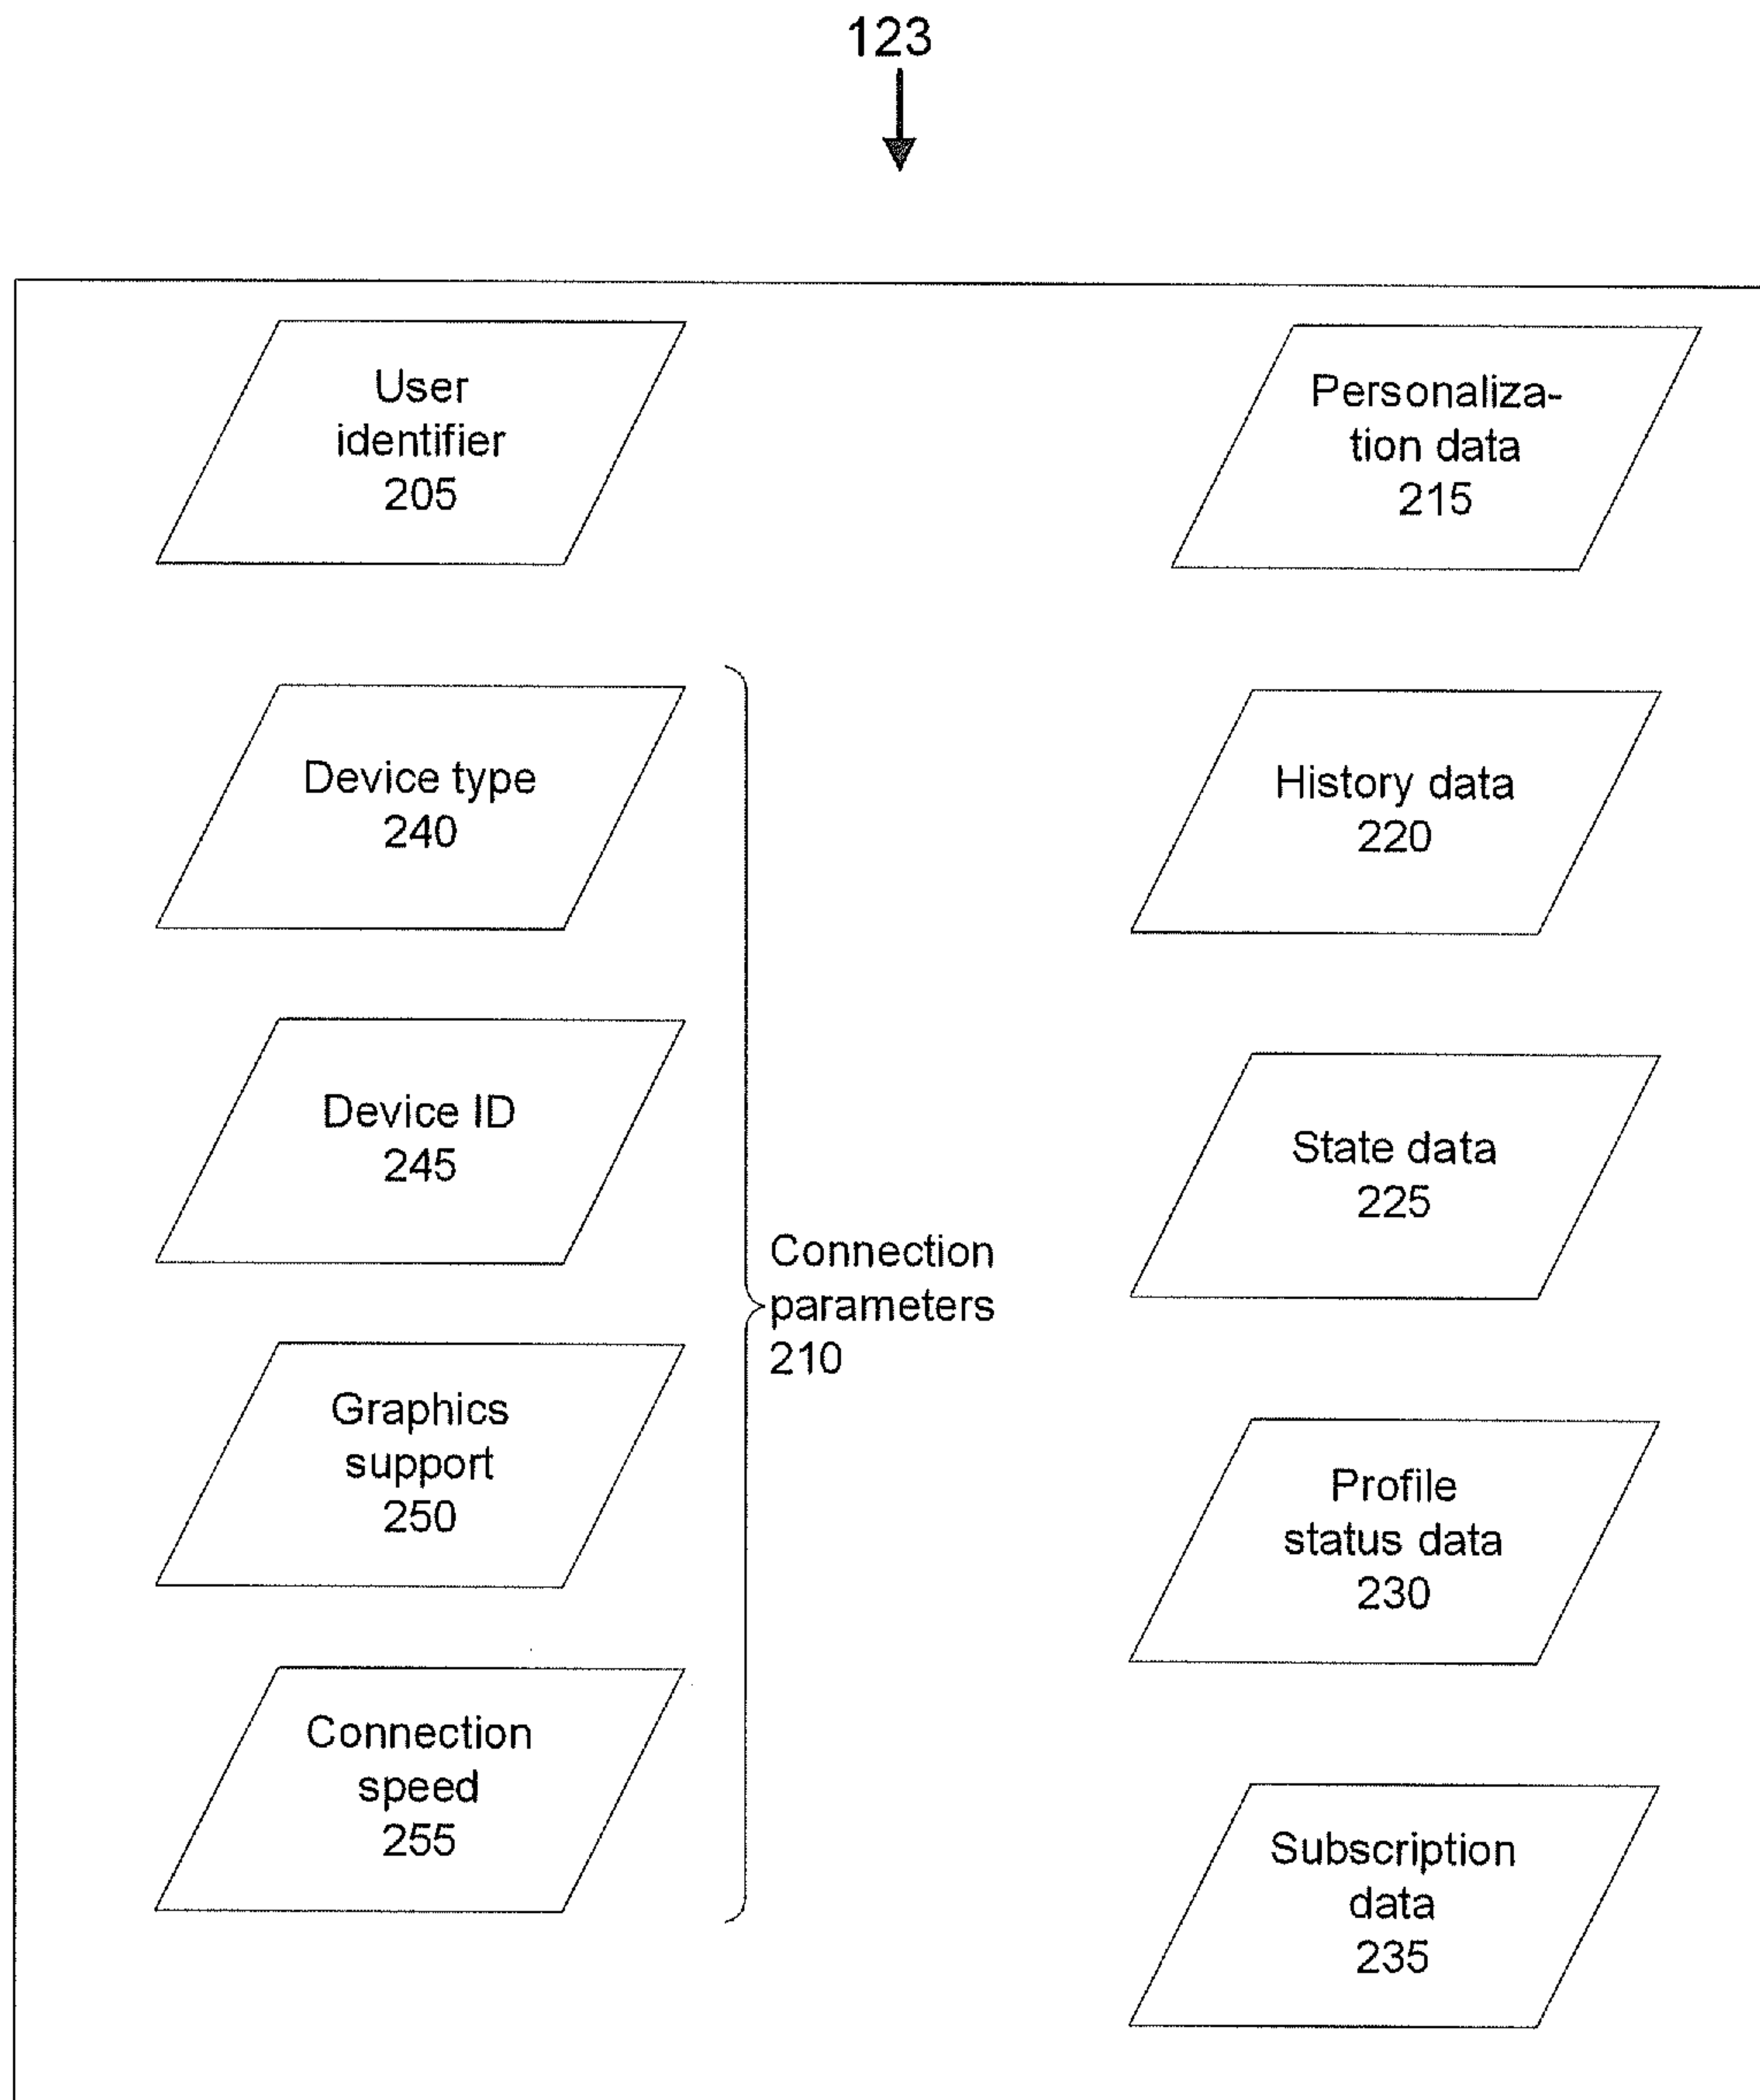 123
User
identifier
205
Personaliza-
tion data
215
Device type
240
History data
220
Device ID
245
State data
225
Connection
parameters
210
Graphics
support
250
Profile
status data
230
Connection
speed
255
Subscription
data
235